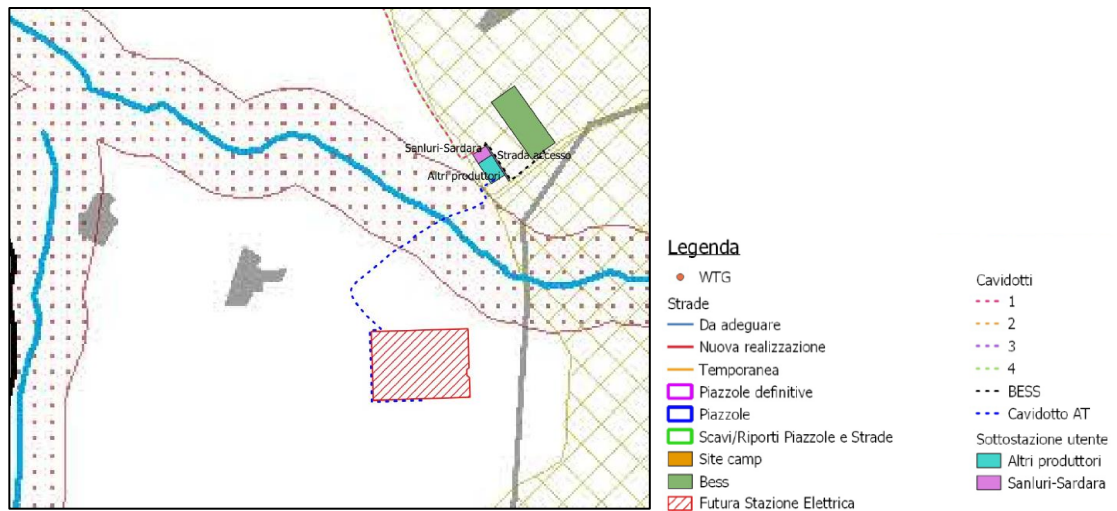 Sanluri-Sardara
Strada accesso
Altri produttori
Legenda
WTG
Strade
Da adeguare
Nuova realizzazione
Temporanea
Piazzole definitive
Piazzole
Scavi/Riporti Piazzole e Strade
Site camp
Bess
Futura Stazione Elettrica
Cavidotti
1
2
3
4
BESS
Cavidotto AT
Sottostazione utente
Altri produttori
Sanluri-Sardara